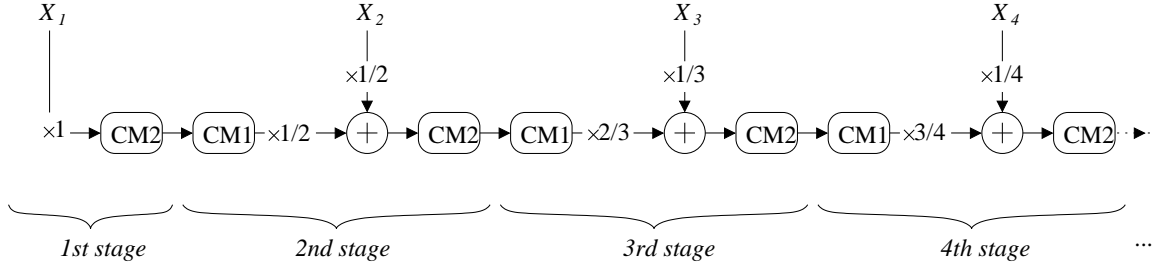 X1 X2 X3 X4
×1/2 ×1/3 ×1/4
×1 CM2 CM1 ×1/2 + CM2 CM1 ×2/3 + CM2 CM1 ×3/4 + CM2
1st stage 2nd stage 3rd stage 4th stage ...